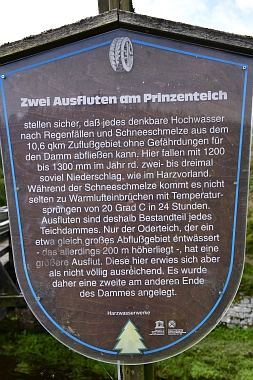 Zwei Ausfluten am Prinzenteich
stellen sicher, daß jedes denkbare Hochwasser
nach Regenfällen und Schneeschmelze aus dem
10,6 qkm Zuflußgebiet ohne Gefährdungen für
den Damm abfließen kann. Hier fallen mit 1200
bis 1300 mm im Jahr rd. zwei- bis dreimal
soviel Niederschlag, wie im Harzvorland.
Während der Schneeschmelze kommt es nicht
selten zu Warmlufteinbrüchen mit Temperatur-
sprüngen von 20 Grad C in 24 Stunden.
Ausfluten sind deshalb Bestandteil jedes
Teichdammes. Nur der Oderteich, der ein
etwa gleich großes Abflußgebiet entwässert
- das allerdings 200 m höherliegt -, hat eine
größere Ausflut. Diese hier erwies sich aber
als nicht völlig ausreichend. Es wurde
daher eine zweite am anderen Ende
des Dammes angelegt.
Harzwasserwerke